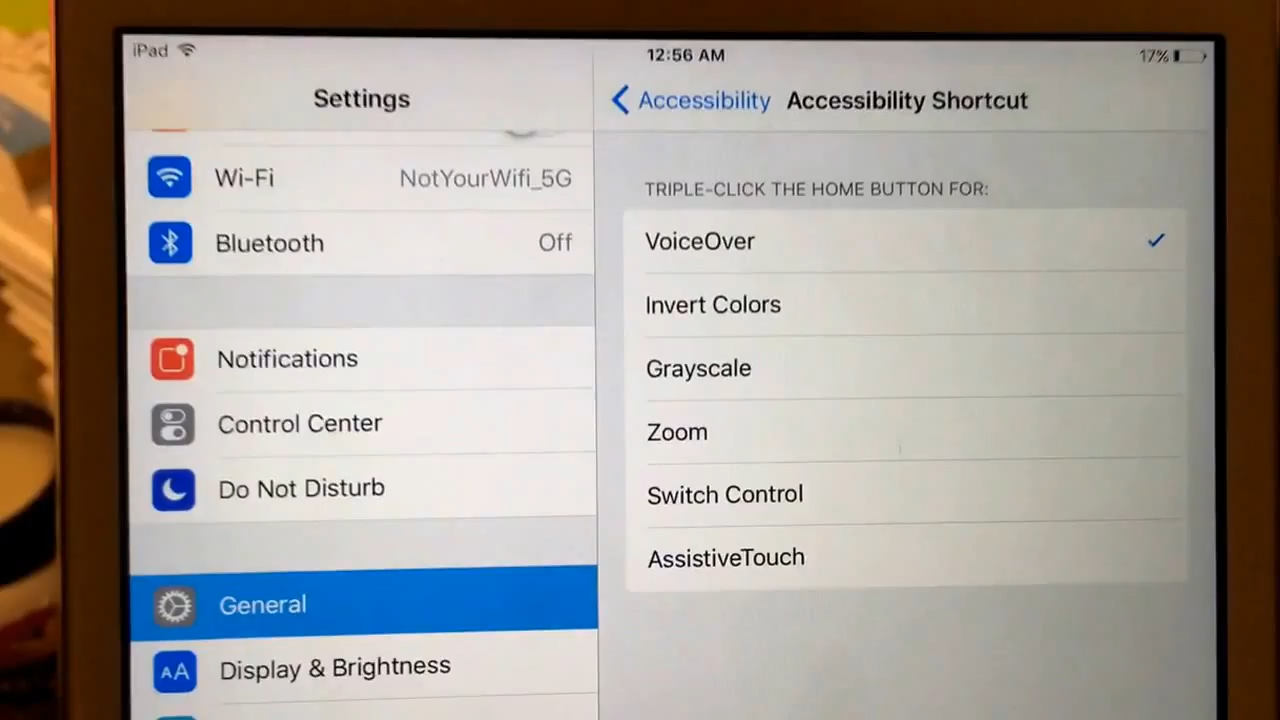 iPad
12:56 AM
17%
Settings
Accessibility
Accessibility Shortcut
Wi-Fi
NotYourWifi_5G
Bluetooth
Off
Notifications
Control Center
Do Not Disturb
General
AA
Display & Brightness
TRIPLE-CLICK THE HOME BUTTON FOR:
VoiceOver
Invert Colors
Grayscale
Zoom
Switch Control
AssistiveTouch